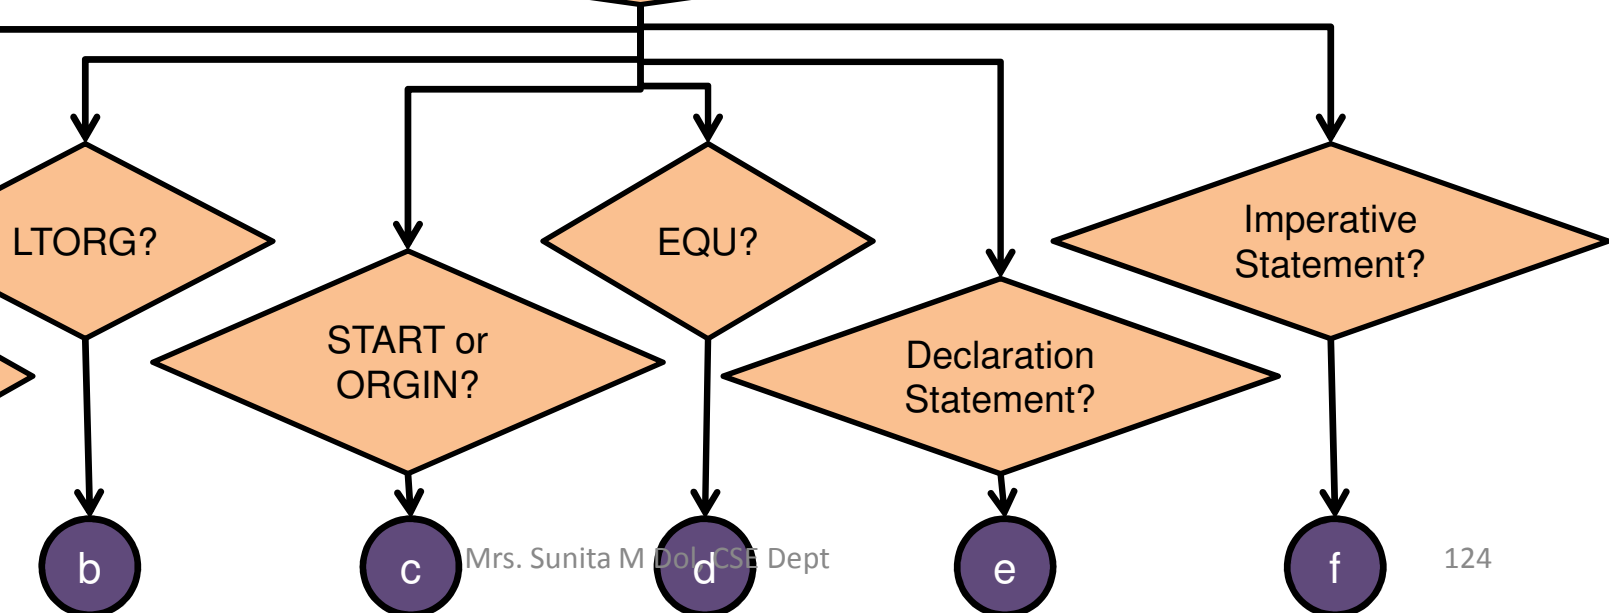 LTORG?
START or
ORGIN?
EQU?
Declaration
Statement?
Imperative
Statement?
b
c
d
e
f
Mrs. Sunita M Dol, CSE Dept
124